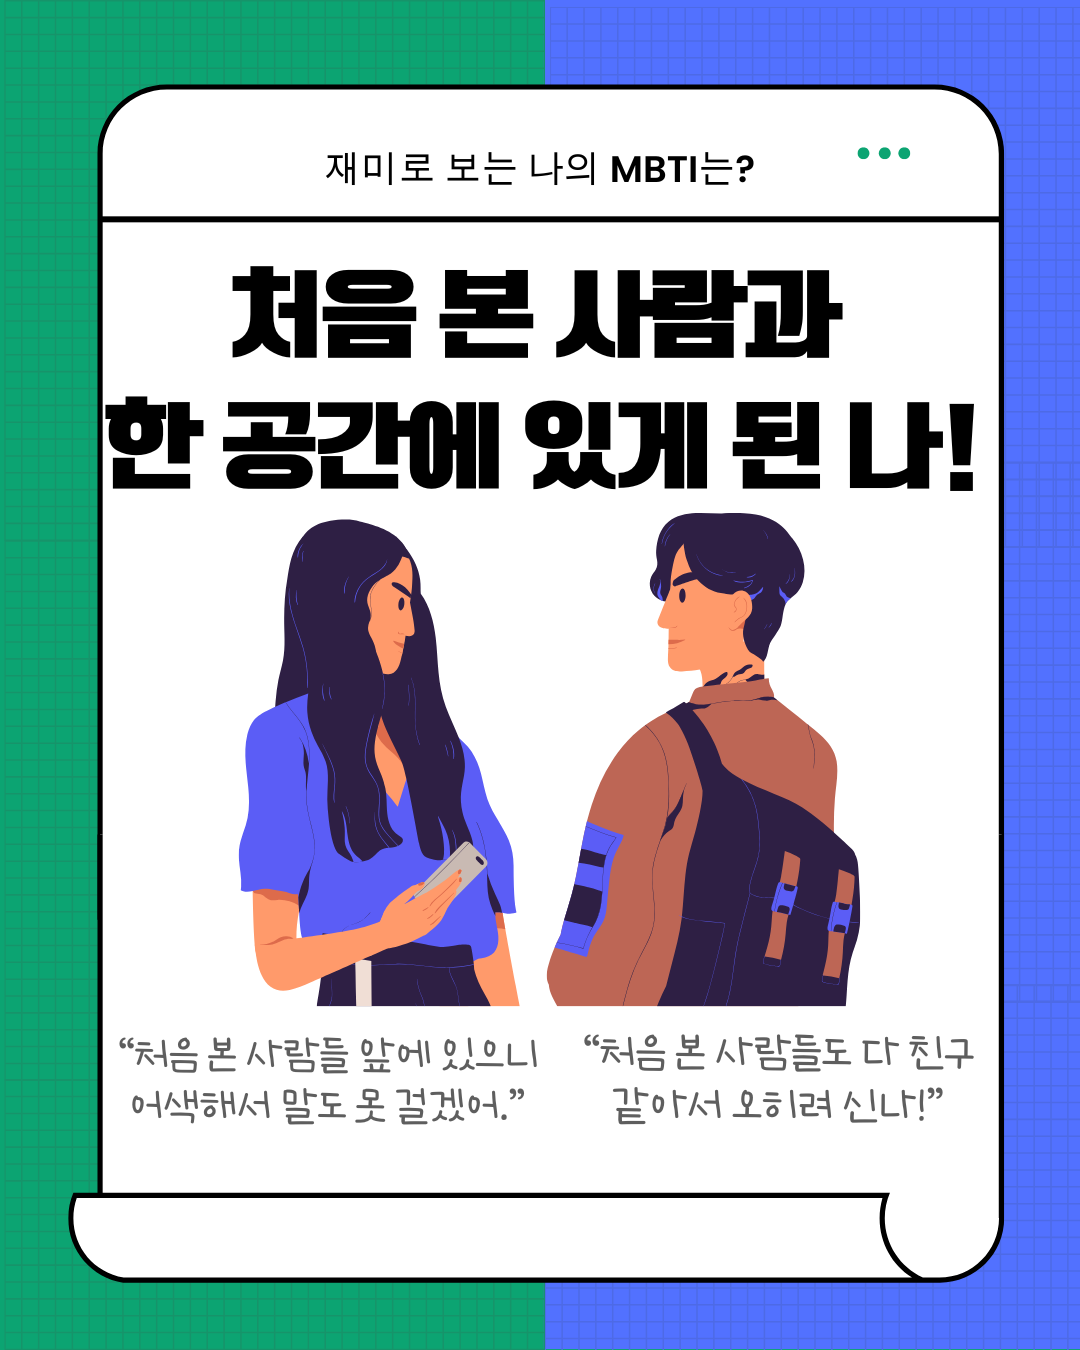 재미로 보는 나의 MBTI는?
처음 본 사람과
한 공간에 있게 된 나!
“처음 본 사람들 앞에 있으니
어색해서 말도 못 걸겠어.”
“처음 본 사람들도 다 친구
같아서 오히려 신나!”